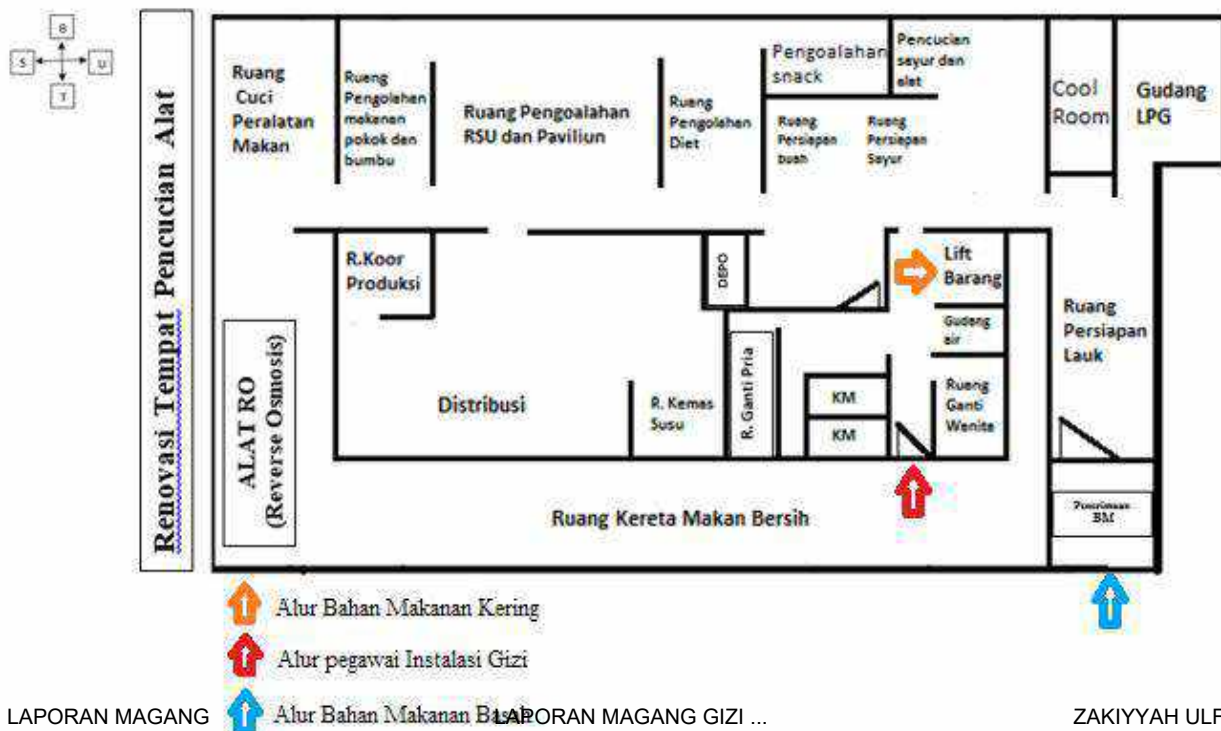 B
S
U
T
Renovasi Tempat Pencucian Alat
Ruang
Cuci
Peralatan
Makan
Ruang
Pengolahan
makanan
pokok dan
bumbu
Ruang Pengoalahan
RSU dan Paviliun
Ruang
Pengolahan
Diet
Pengoalahan
snack
Pencucian
sayur dan
alat
Ruang
Persiapan
buah
Ruang
Persiapan
Sayur
Cool
Room
Gudang
LPG
R.Koor
Produksi
DEPO
Lift
Barang
Gudang
air
Ruang
Persiapan
Lauk
ALAT RO
(Reverse Osmosis)
Distribusi
R. Kemas
Susu
R. Ganti Pria
KM
KM
Ruang
Ganti
Wanita
Ruang Kereta Makan Bersih
Penerimaan
BM
Alur Bahan Makanan Kering
Alur pegawai Instalasi Gizi
Alur Bahan Makanan Basah
LAPORAN MAGANG
LAPORAN MAGANG GIZI ...
ZAKIYYAH ULF